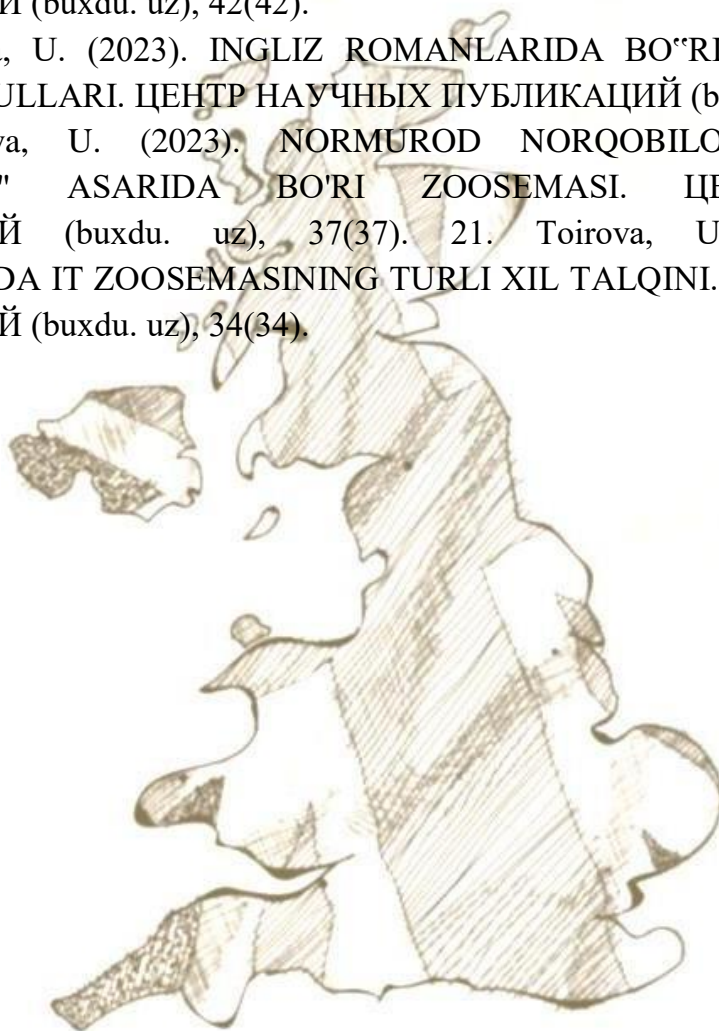 Й (buxdu. uz), 42(42).
, U. (2023). INGLIZ ROMANLARIDA BO‟RI
ULLARI. ЦЕНТР НАУЧНЫХ ПУБЛИКАЦИЙ (b
va, U. (2023). NORMUROD NORQOBILO
" ASARIDA BO'RI ZOOSEMASI. ЦЕ
Й (buxdu. uz), 37(37). 21. Toirova, U
DA IT ZOOSEMASINING TURLI XIL TALQINI.
Й (buxdu. uz), 34(34).